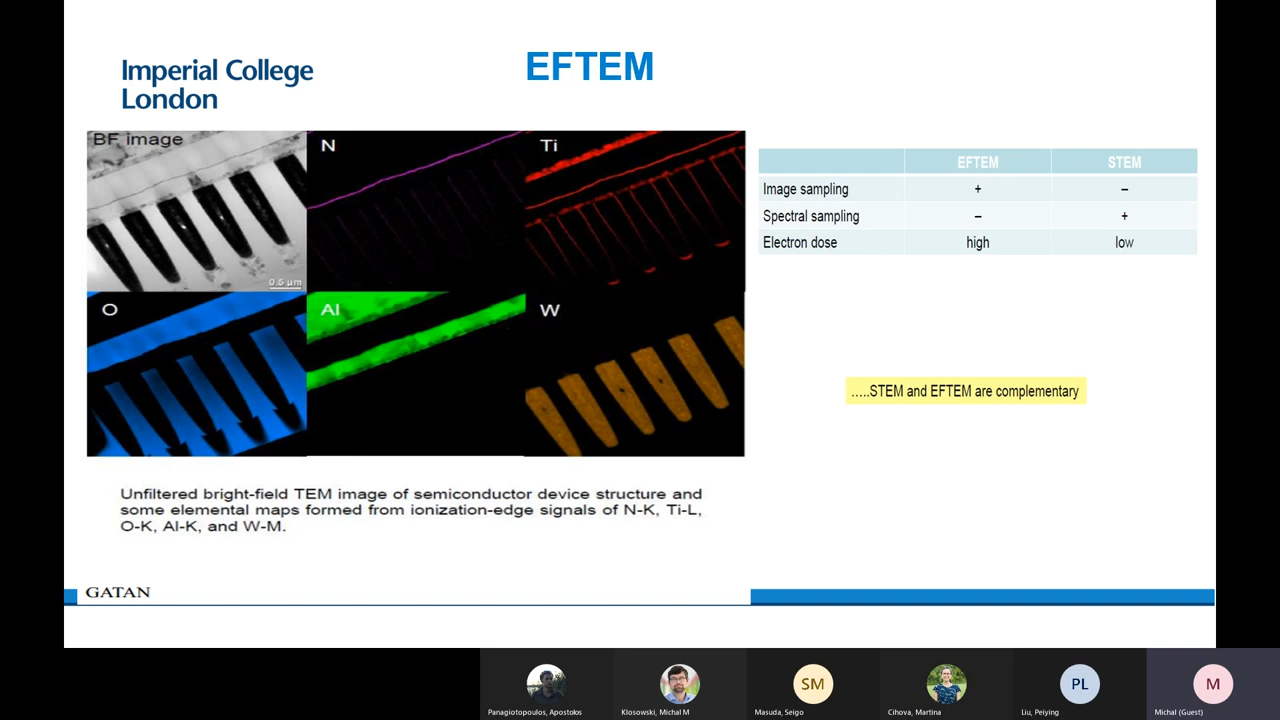 Imperial College
London
EFTEM
BF image
N
Ti
0.5 μm
O
Al
W
EFTEM STEM
Image sampling + –
Spectral sampling – +
Electron dose high low
…..STEM and EFTEM are complementary
Unfiltered bright-field TEM image of semiconductor device structure and
some elemental maps formed from ionization-edge signals of N-K, Ti-L,
O-K, Al-K, and W-M.
GATAN
SM
PL
M
Panagiotopoulos, Apostolos
Klosowski, Michal M
Masuda, Seigo
Cihova, Martina
Liu, Peiying
Michal (Guest)